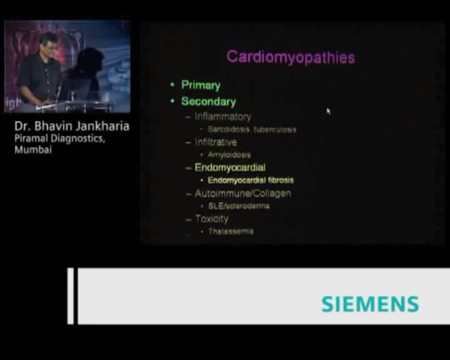 Cardiomyopathies
• Primary
• Secondary
– Inflammatory
• Sarcoidosis, tuberculosis
– Infiltrative
• Amyloidosis
– Endomyocardial
• Endomyocardial fibrosis
– Autoimmune/Collagen
• SLE/scleroderma
– Toxicity
• Thalassemia
Dr. Bhavin Jankharia
Piramal Diagnostics,
Mumbai
SIEMENS